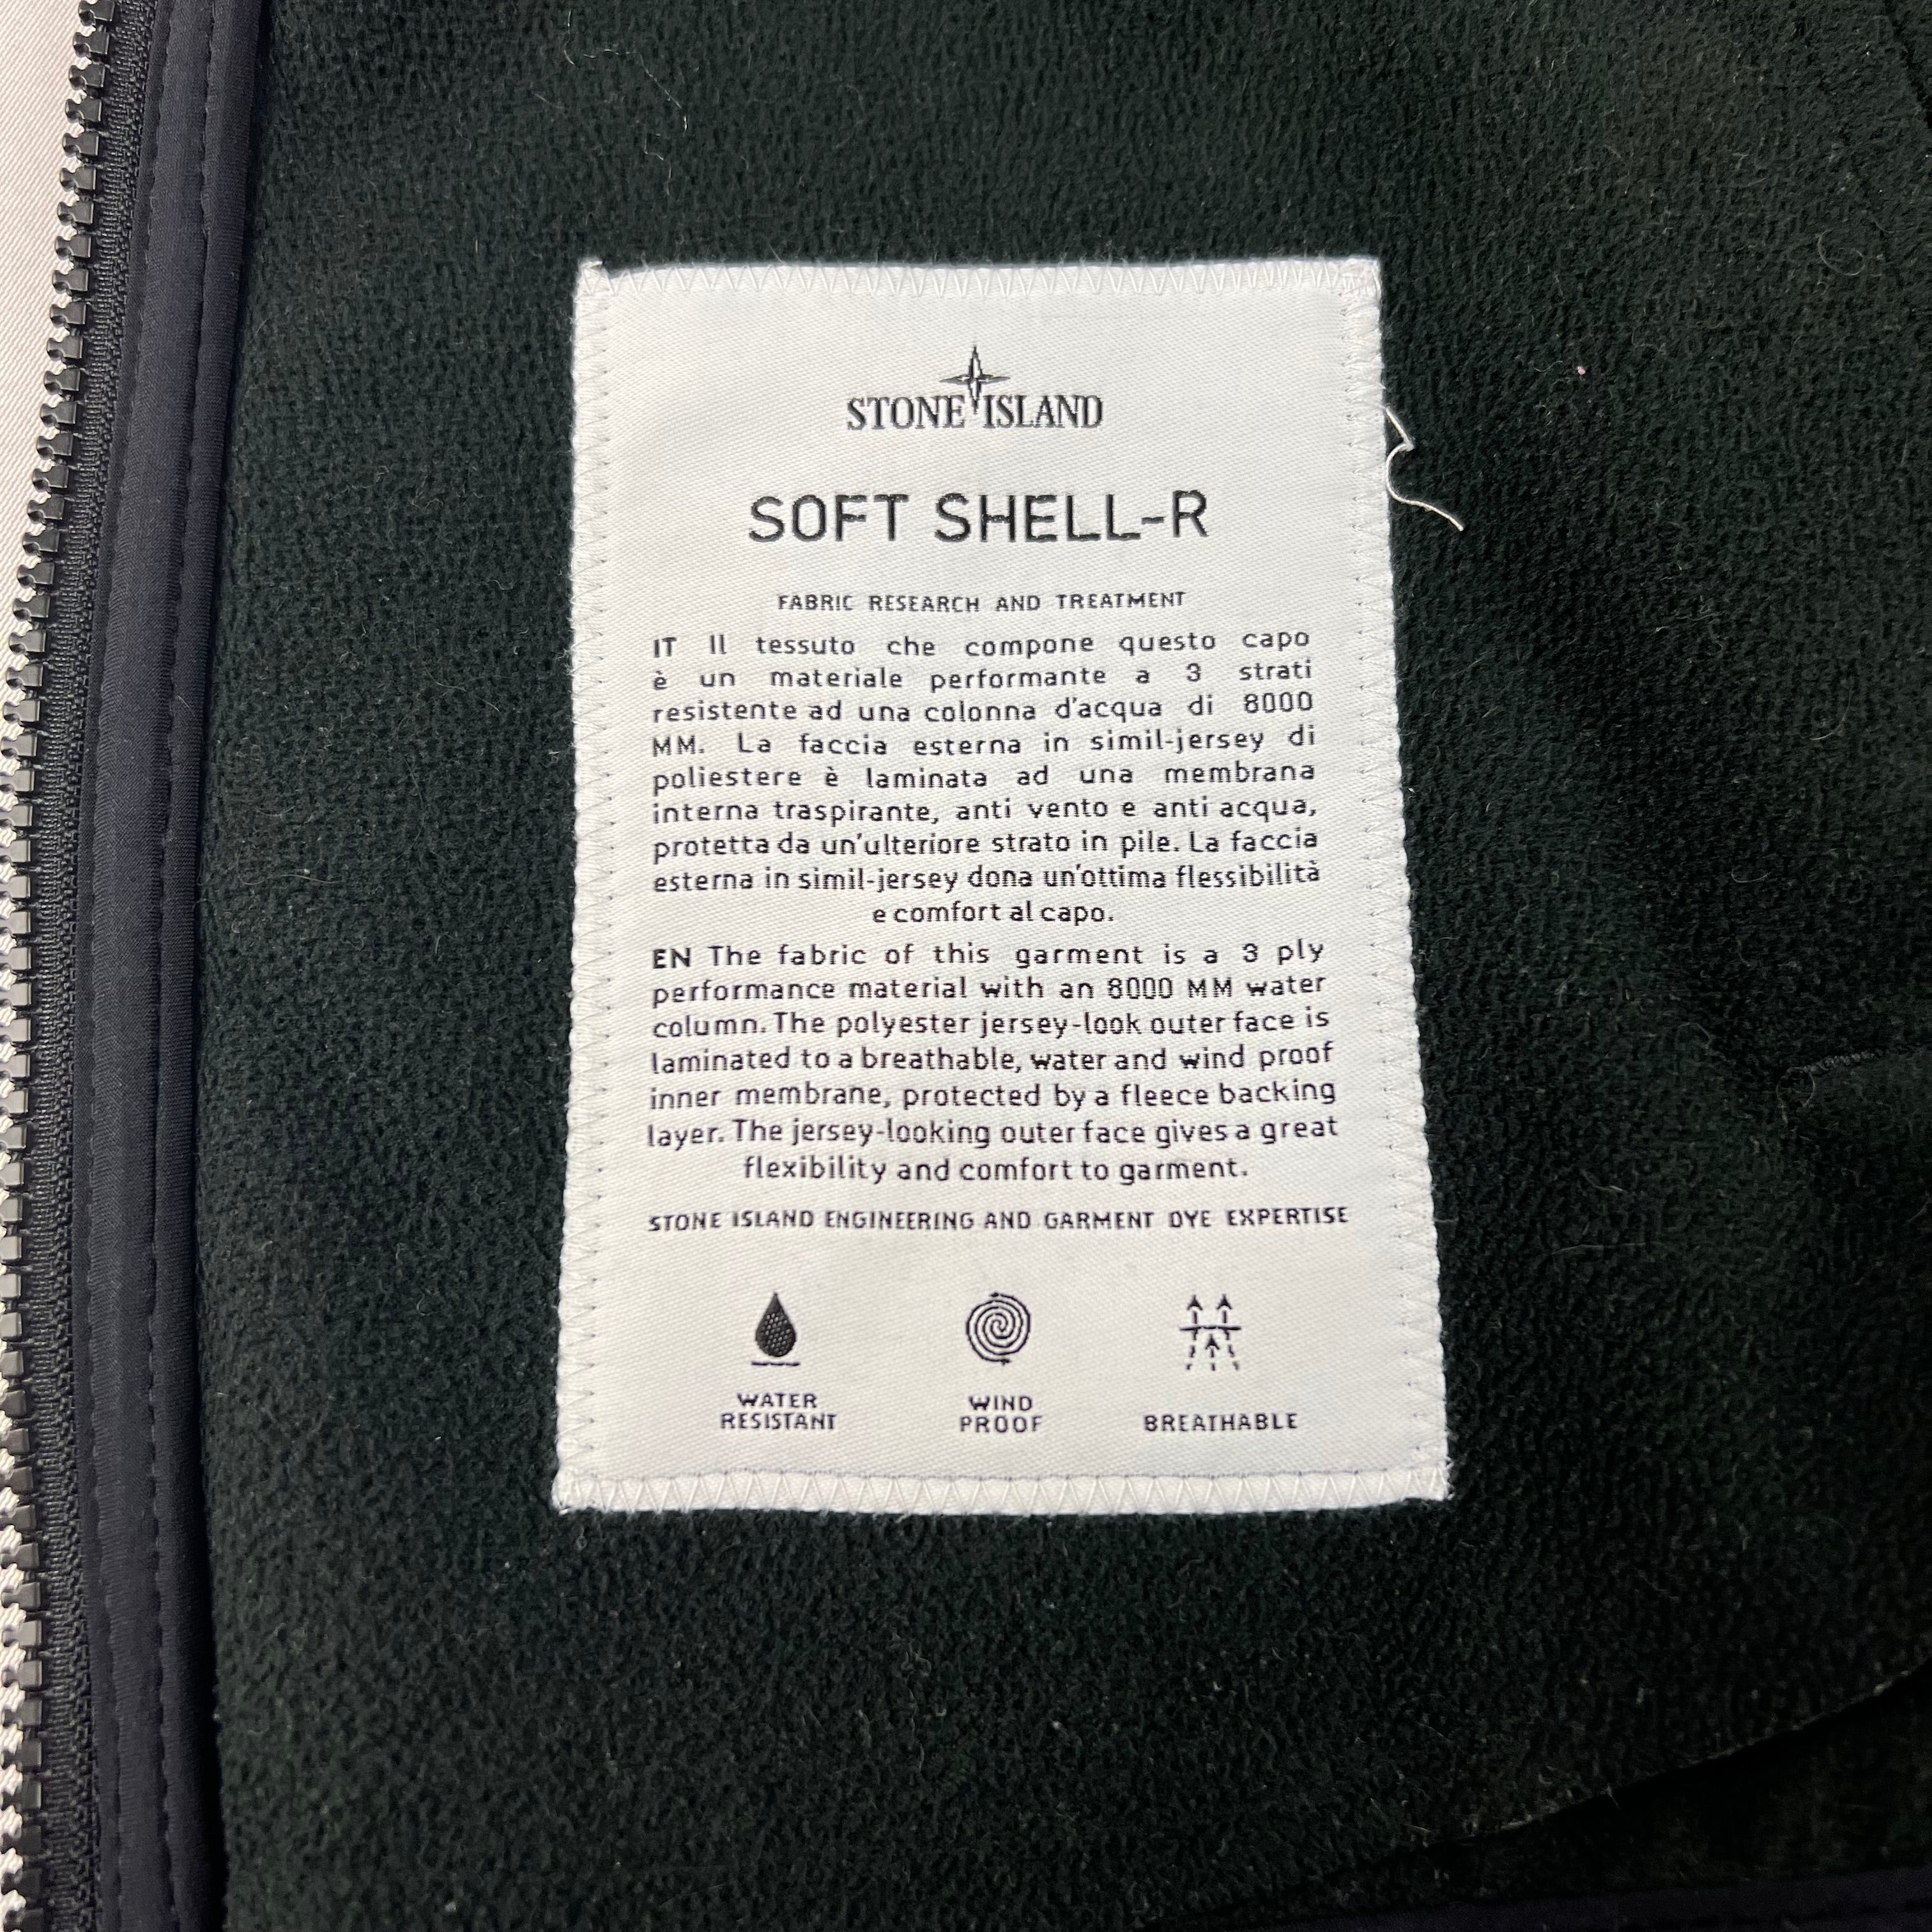 STONE ISLAND
SOFT SHELL-R
FABRIC RESEARCH AND TREATMENT
IT Il tessuto che compone questo capo
è un materiale performante a 3 strati
resistente ad una colonna d'acqua di 8000
MM. La faccia esterna in simil-jersey di
poliestere è laminata ad una membrana
interna traspirante, anti vento e anti acqua,
protetta da un'ulteriore strato in pile. La faccia
esterna in simil-jersey dona un'ottima flessibilità
e comfort al capo.
EN The fabric of this garment is a 3 ply
performance material with an 8000 MM water
column. The polyester jersey-look outer face is
laminated to a breathable, water and wind proof
inner membrane, protected by a fleece backing
layer. The jersey-looking outer face gives a great
flexibility and comfort to garment.
STONE ISLAND ENGINEERING AND GARMENT DYE EXPERTISE
WATER
RESISTANT
WIND
PROOF
BREATHABLE